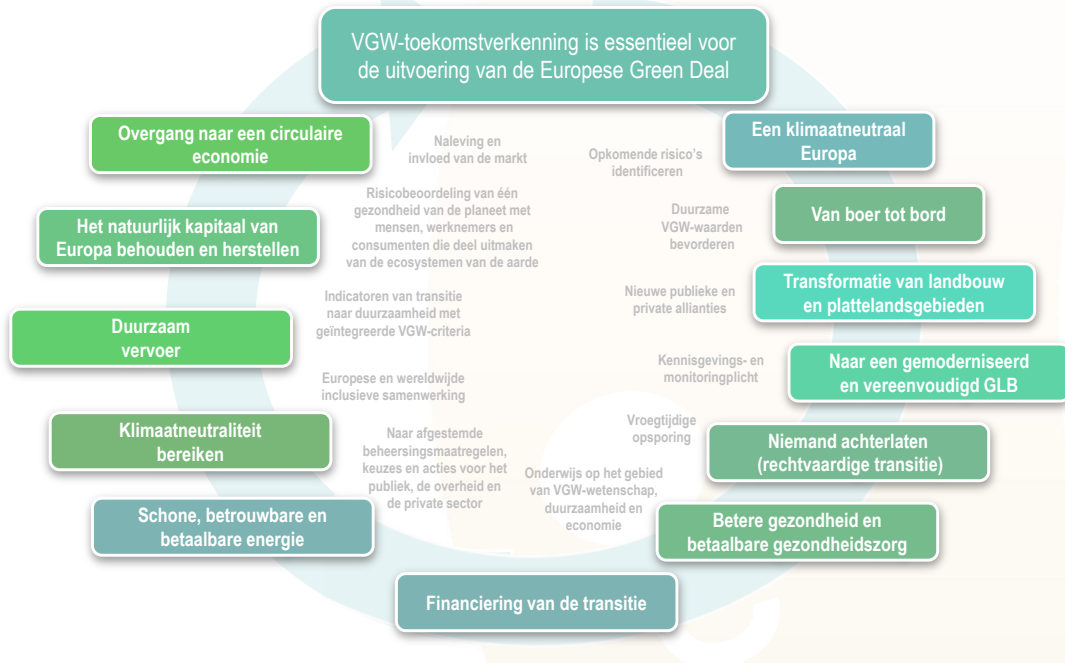 VGW-toekomstverkenning is essentieel voor
de uitvoering van de Europese Green Deal
Overgang naar een circulaire
economie
Het natuurlijk kapitaal van
Europa behouden en herstellen
Duurzaam
vervoer
Klimaatneutraliteit
bereiken
Schone, betrouwbare en
betaalbare energie
Naleving en
invloed van de markt
Risicobeoordeling van één
gezondheid van de planeet met
mensen, werknemers en
consumenten die deel uitmaken
van de ecosystemen van de aarde
Indicatoren van transitie
naar duurzaamheid met
geïntegreerde VGW-criteria
Europese en wereldwijde
inclusieve samenwerking
Naar afgestemde
beheersingsmaatregelen,
keuzes en acties voor het
publiek, de overheid en
de private sector
Opkomende risico's
identificeren
Duurzame
VGW-waarden
bevorderen
Nieuwe publieke en
private allianties
Kennisgevings- en
monitoringplicht
Vroegtijdige
opsporing
Onderwijs op het gebied
van VGW-wetenschap,
duurzaamheid en
economie
Een klimaatneutraal
Europa
Van boer tot bord
Transformatie van landbouw
en plattelandsgebieden
Naar een gemoderniseerd
en vereenvoudigd GLB
Niemand achterlaten
(rechtvaardige transitie)
Betere gezondheid en
betaalbare gezondheidszorg
Financiering van de transitie